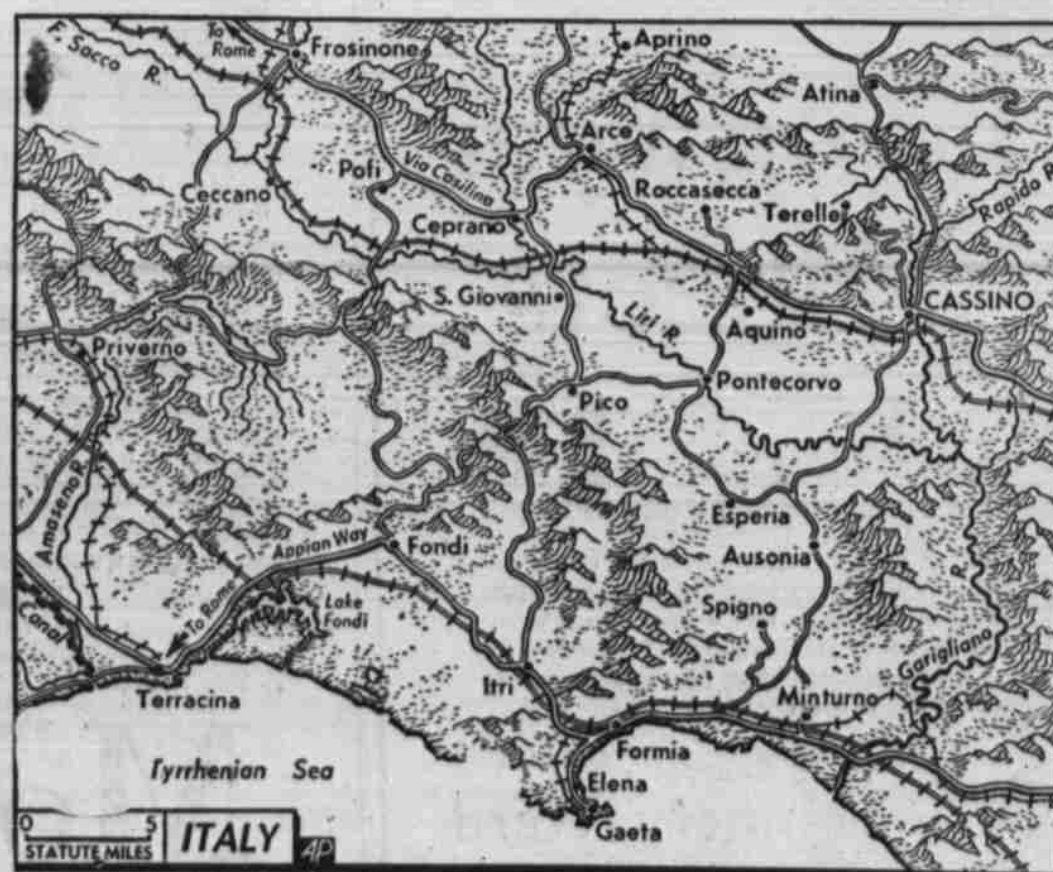 To Rome
Frosinone
Aprino
F. Sacco R.
Atina
Arce
Ceccano
Pofi
Via Casilina
Roccasecca
Terelle
Rapido R.
Ceprano
S. Giovanni
Liri R.
Aquino
CASSINO
Priverno
Pico
Pontecorvo
Amaseno R.
Esperia
Appian Way
Fondi
Ausonia
To Rome
Lake
Fondi
Spigno
Canal
Garigliano R.
Itri
Minturno
Terracina
Formia
Tyrrhenian Sea
Elena
Gaeta
0 5
STATUTE MILES
ITALY
AP